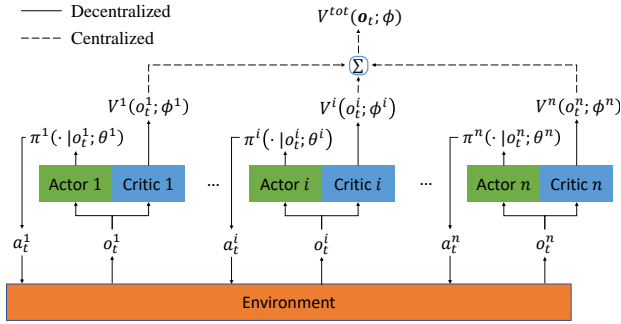 Decentralized
Centralized
V^{tot}(𝒐_t; ϕ)
Σ
V^1(o_t^1; ϕ^1) V^i(o_t^i; ϕ^i) V^n(o_t^n; ϕ^n)
π^1(· |o_t^1; θ^1) π^i(· |o_t^i; θ^i) π^n(· |o_t^n; θ^n)
Actor 1 Critic 1 ... Actor i Critic i ... Actor n Critic n
a_t^1 o_t^1 a_t^i o_t^i a_t^n o_t^n
Environment